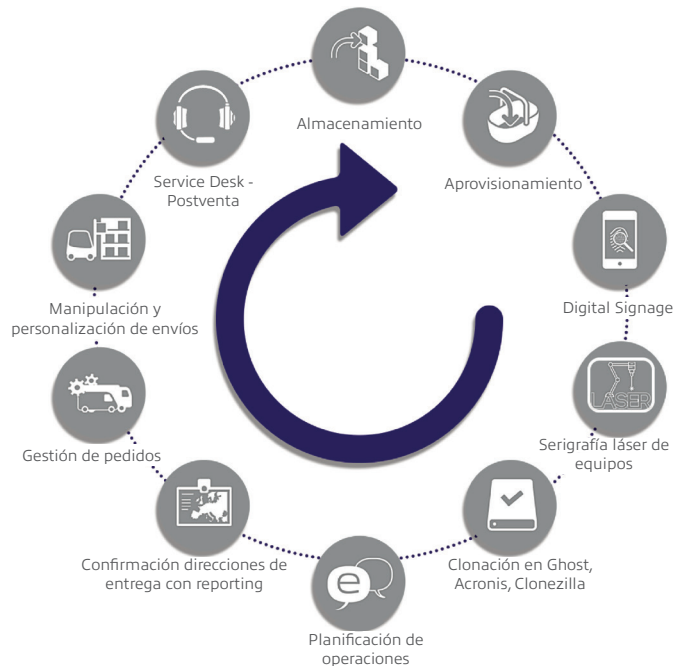 Almacenamiento
Aprovisionamiento
Digital Signage
LÁSER
Serigrafía láser de
equipos
Clonación en Ghost,
Acronis, Clonezilla
e
Planificación de
operaciones
Confirmación direcciones de
entrega con reporting
Gestión de pedidos
Manipulación y
personalización de envíos
Service Desk -
Postventa